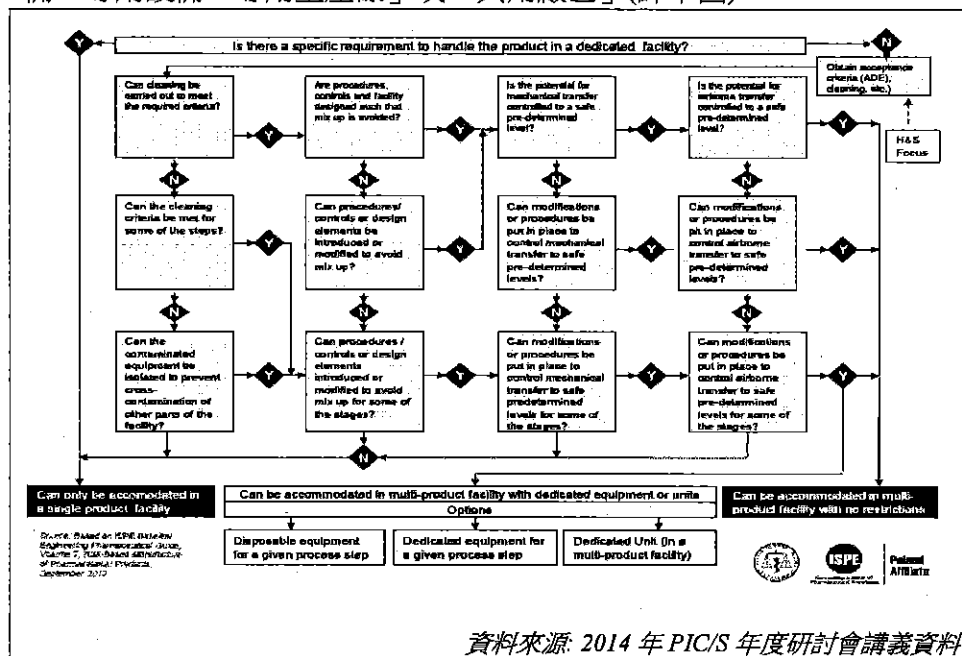 Y
Is there a specific requirement to handle the product in a dedicated facility?
N
Can cleaning be
carried out to meet
the required criteria?
Y
Are procedures,
controls and facility
designed such that
mix up is avoided?
Y
Is the potential for
mechanical transfer
controlled to a safe
pre-determined
level?
Y
Is the potential for
airborne transfer
controlled to a safe
pre-determined
level?
Y
Obtain acceptance
criteria (ADE),
cleaning, etc.)
H&S
Focus
N
N
N
N
Can the cleaning
criteria be met for
some of the steps?
Y
Can procedures/
controls or design
elements be
introduced or
modified to avoid
mix up?
Y
Can modifications
or procedures be
put in place to
control mechanical
transfer to safe
pre-determined
levels?
Y
Can modifications
or procedures be
pit in place to
control airborne
transfer to safe
pre-determined
levels?
Y
N
N
N
N
Can the
contaminated
equipment be
isolated to prevent
cross-
contamination of
other parts of the
facility?
Y
Can procedures /
controls or design
elements
introduced or
modified to avoid
mix up for some of
the stages?
Y
Can modifications
or procedures be
put in place to
control mechanical
transfer to safe
predetermined
levels for some of
the stages?
Y
Can modifications
or procedures be
put in place to
control airborne
transfer to safe
pre-determined
levels for some of
the stages?
Y
N
Can only be accomodated in
a single product facility
Can be accommodated in multi-product facility with dedicated equipment or units
Options
Can be accommodated in multi-
product facility with no restrictions
Disposable equipment
for a given process step
Dedicated equipment for
a given process step
Dedicated Unit (in a
multi-product facility)
Source: Based on ISPE Baseline
Engineering Pharmaceutical Guide,
Volume 7, Risk-Based Manufacture
of Pharmaceutical Products,
September 2010
ISPE
Poland
Affiliate
資料來源: 2014 年 PIC/S 年度研討會講義資料